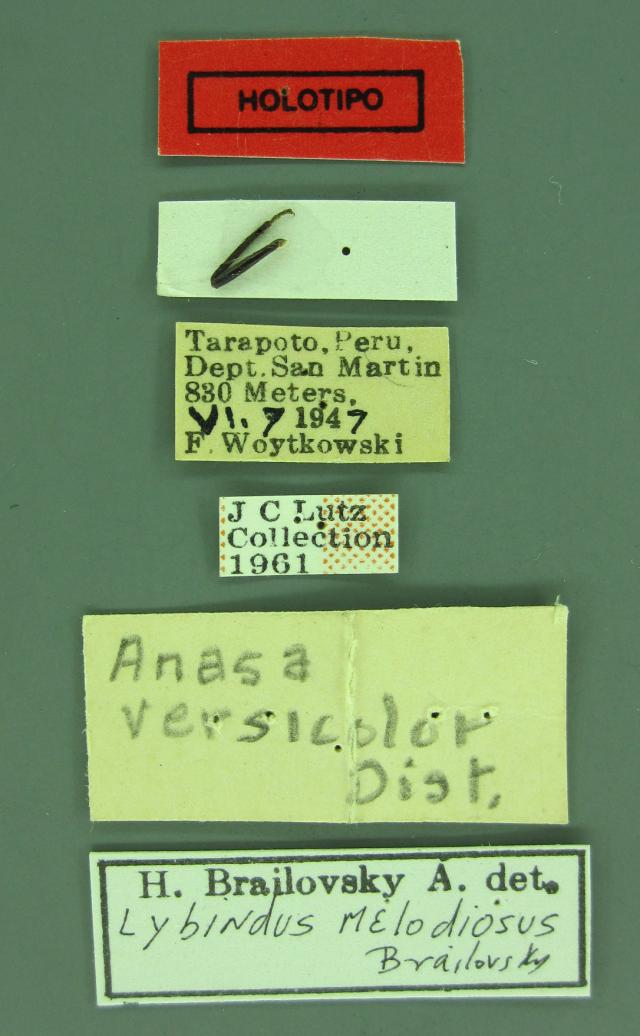 HOLOTIPO
Tarapoto, Peru,
Dept. San Martin
830 Meters,
VI. 7 1947
F. Woytkowski
J C Lutz
Collection
1961
Anasa
versicolor
Dist.
H. Brailovsky A. det.
Lybindus melodiosus
Brailovsky